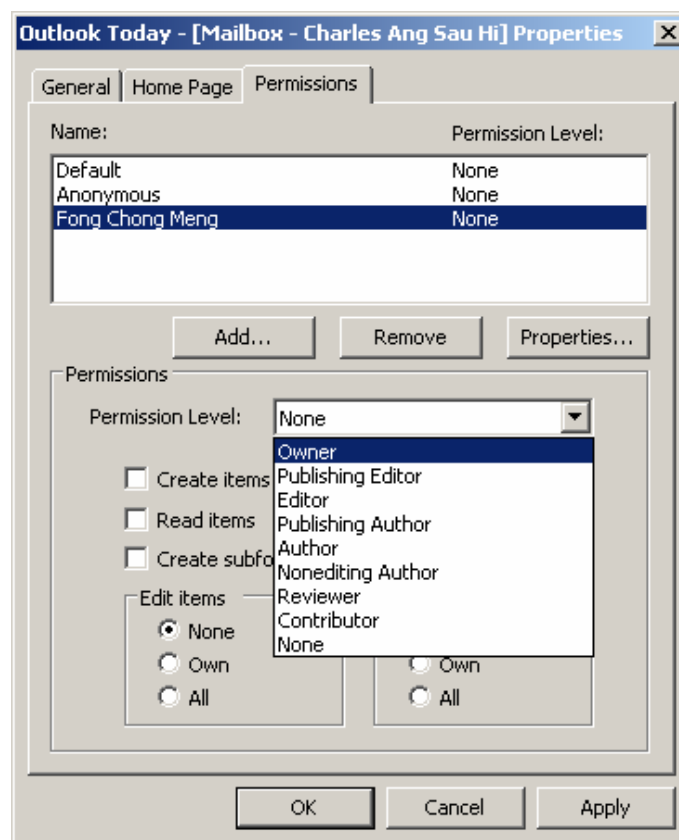 Outlook Today - [Mailbox - Charles Ang Sau Hi] Properties
General Home Page Permissions
Name: Permission Level:
Default None
Anonymous None
Fong Chong Meng None
Add... Remove Properties...
Permissions
Permission Level: None
Owner
Create items Publishing Editor
Editor
Read items Publishing Author
Author
Create subfo Nonediting Author
Edit items Reviewer
None Contributor
None
Own Own
All All
OK Cancel Apply